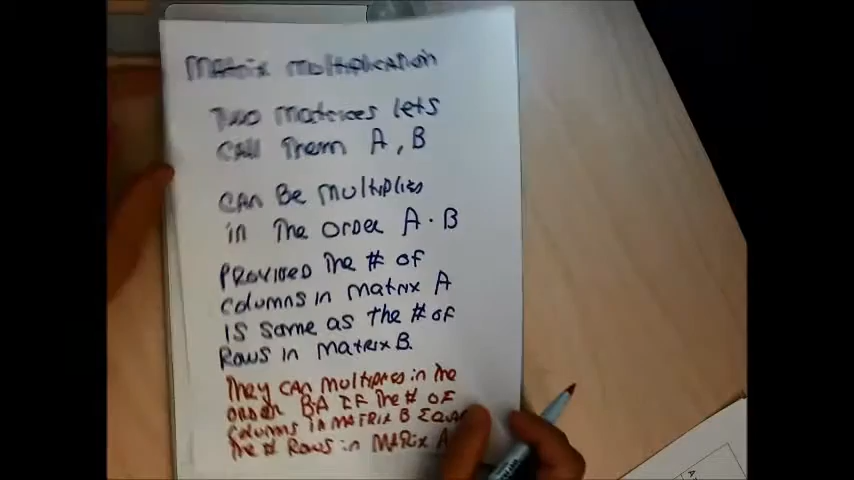 Matrix Multiplication
Two Matrices lets
call Them A, B
CAN Be Multiplies
in The Order A · B
Provided The # of
columns in matrix A
is same as the # of
Rows in Matrix B.
They CAN Multiplies in The
ORDER BA IF The # OF
columns in MATRIX B
The # Rows in MATRix A